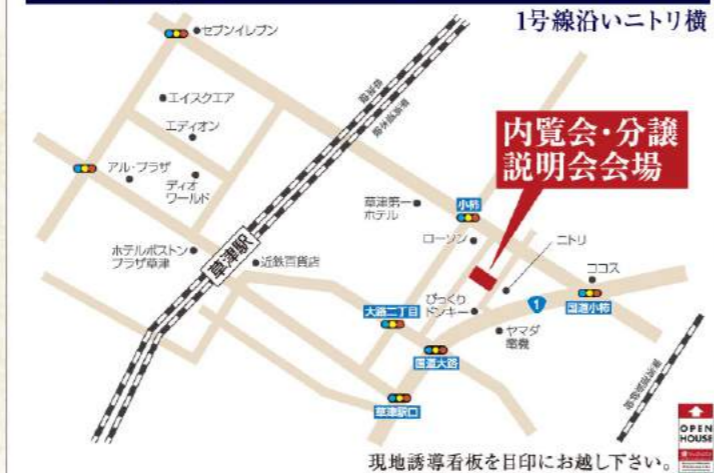 1号線沿いニトリ横
セブンイレブン
エイスクエア
エディオン
アル・プラザ
ディオ
ワールド
ホテルボストン
プラザ草津
草津駅
近鉄百貨店
草津線
内覧会・分譲
説明会会場
草津第一
ホテル
小柿
ローソン
ニトリ
ココス
びっくり
ドンキー
1
国道小柿
大路二丁目
ヤマダ
電機
国道大路
草津駅口
OPEN
HOUSE
現地誘導看板を目印にお越し下さい。